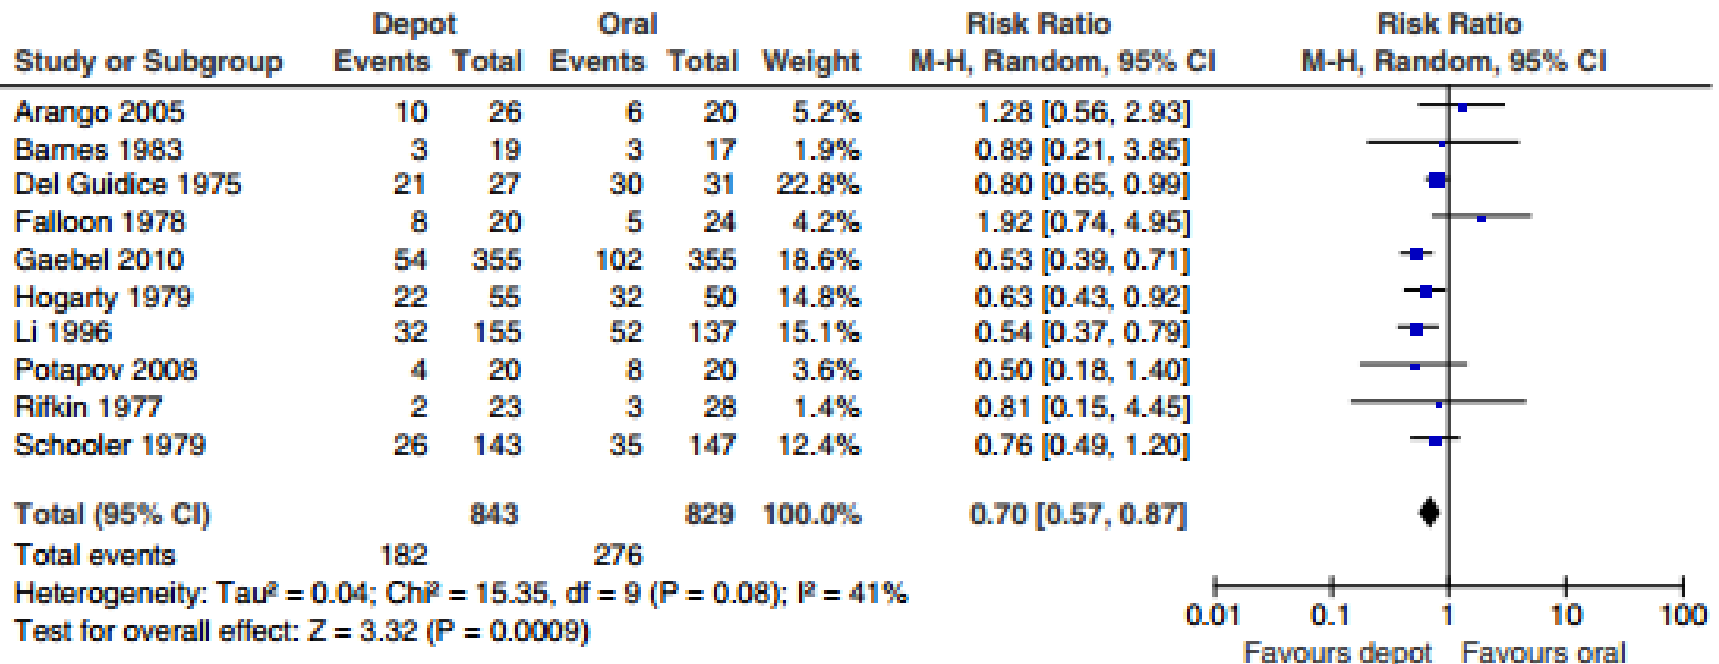 Depot Oral Risk Ratio Risk Ratio
Study or Subgroup Events Total Events Total Weight M-H, Random, 95% CI M-H, Random, 95% CI
Arango 2005 10 26 6 20 5.2% 1.28 [0.56, 2.93]
Barnes 1983 3 19 3 17 1.9% 0.89 [0.21, 3.85]
Del Guidice 1975 21 27 30 31 22.8% 0.80 [0.65, 0.99]
Falloon 1978 8 20 5 24 4.2% 1.92 [0.74, 4.95]
Gaebel 2010 54 355 102 355 18.6% 0.53 [0.39, 0.71]
Hogarty 1979 22 55 32 50 14.8% 0.63 [0.43, 0.92]
Li 1996 32 155 52 137 15.1% 0.54 [0.37, 0.79]
Potapov 2008 4 20 8 20 3.6% 0.50 [0.18, 1.40]
Rifkin 1977 2 23 3 28 1.4% 0.81 [0.15, 4.45]
Schooler 1979 26 143 35 147 12.4% 0.76 [0.49, 1.20]
Total (95% CI) 843 829 100.0% 0.70 [0.57, 0.87]
Total events 182 276
Heterogeneity: Tau² = 0.04; Chi² = 15.35, df = 9 (P = 0.08); I² = 41%
Test for overall effect: Z = 3.32 (P = 0.0009)
0.01 0.1 1 10 100
Favours depot Favours oral